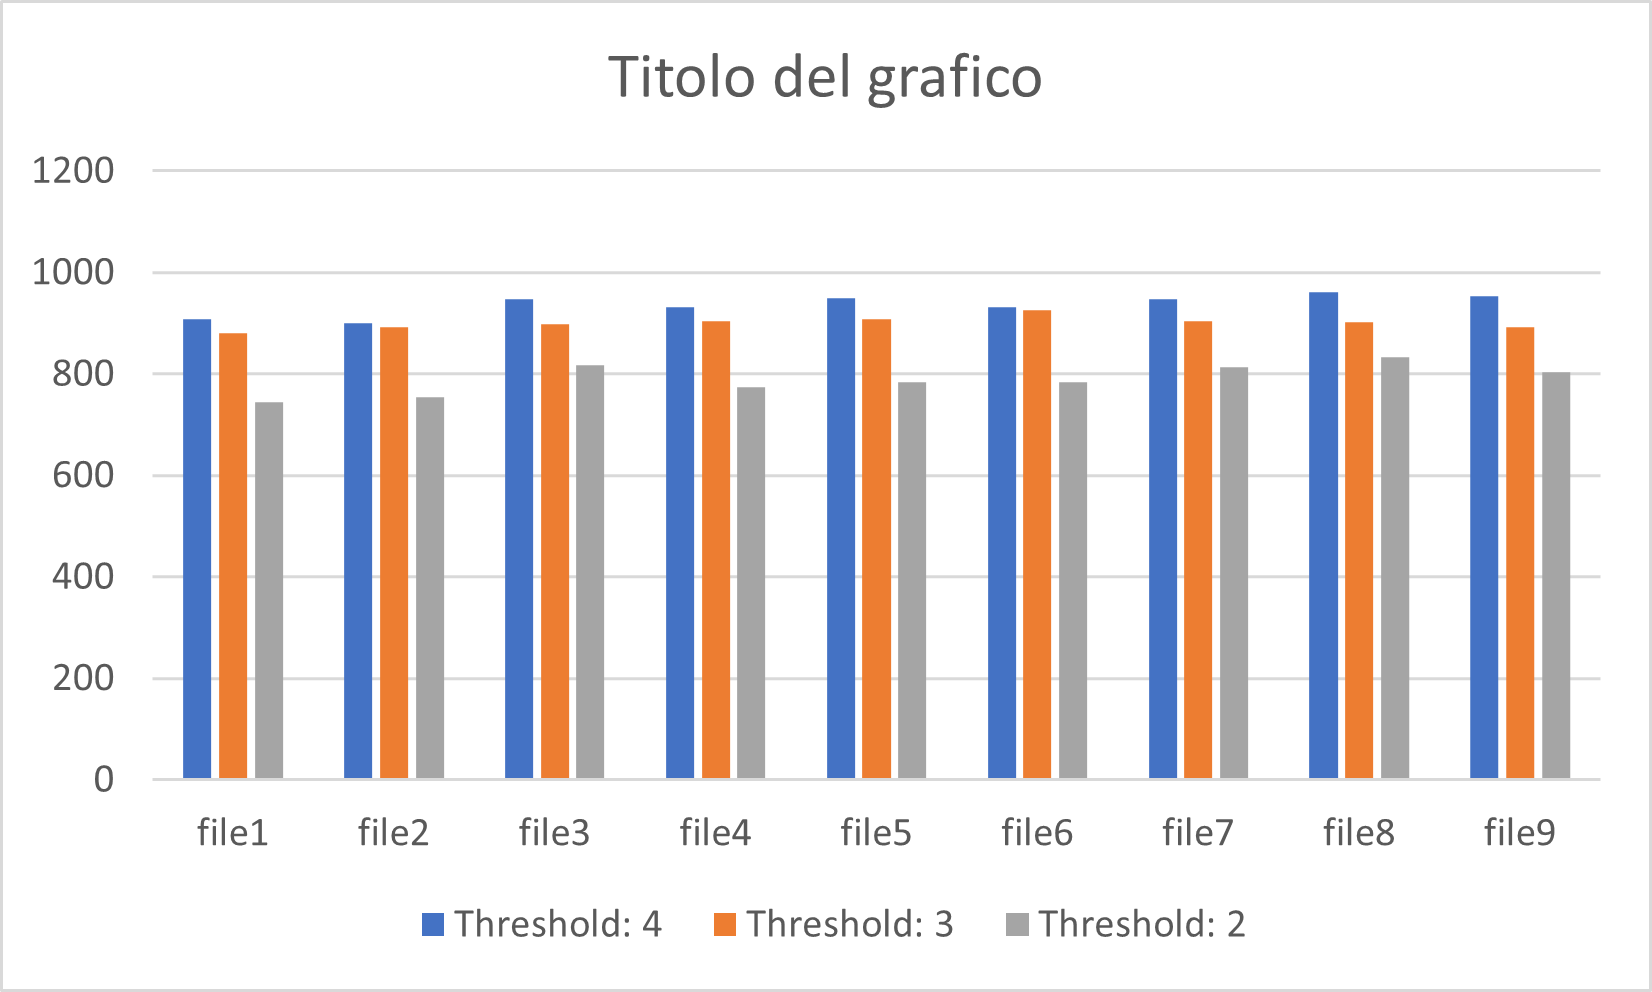 Titolo del grafico
1200
1000
800
600
400
200
0
file1 file2 file3 file4 file5 file6 file7 file8 file9
Threshold: 4 Threshold: 3 Threshold: 2